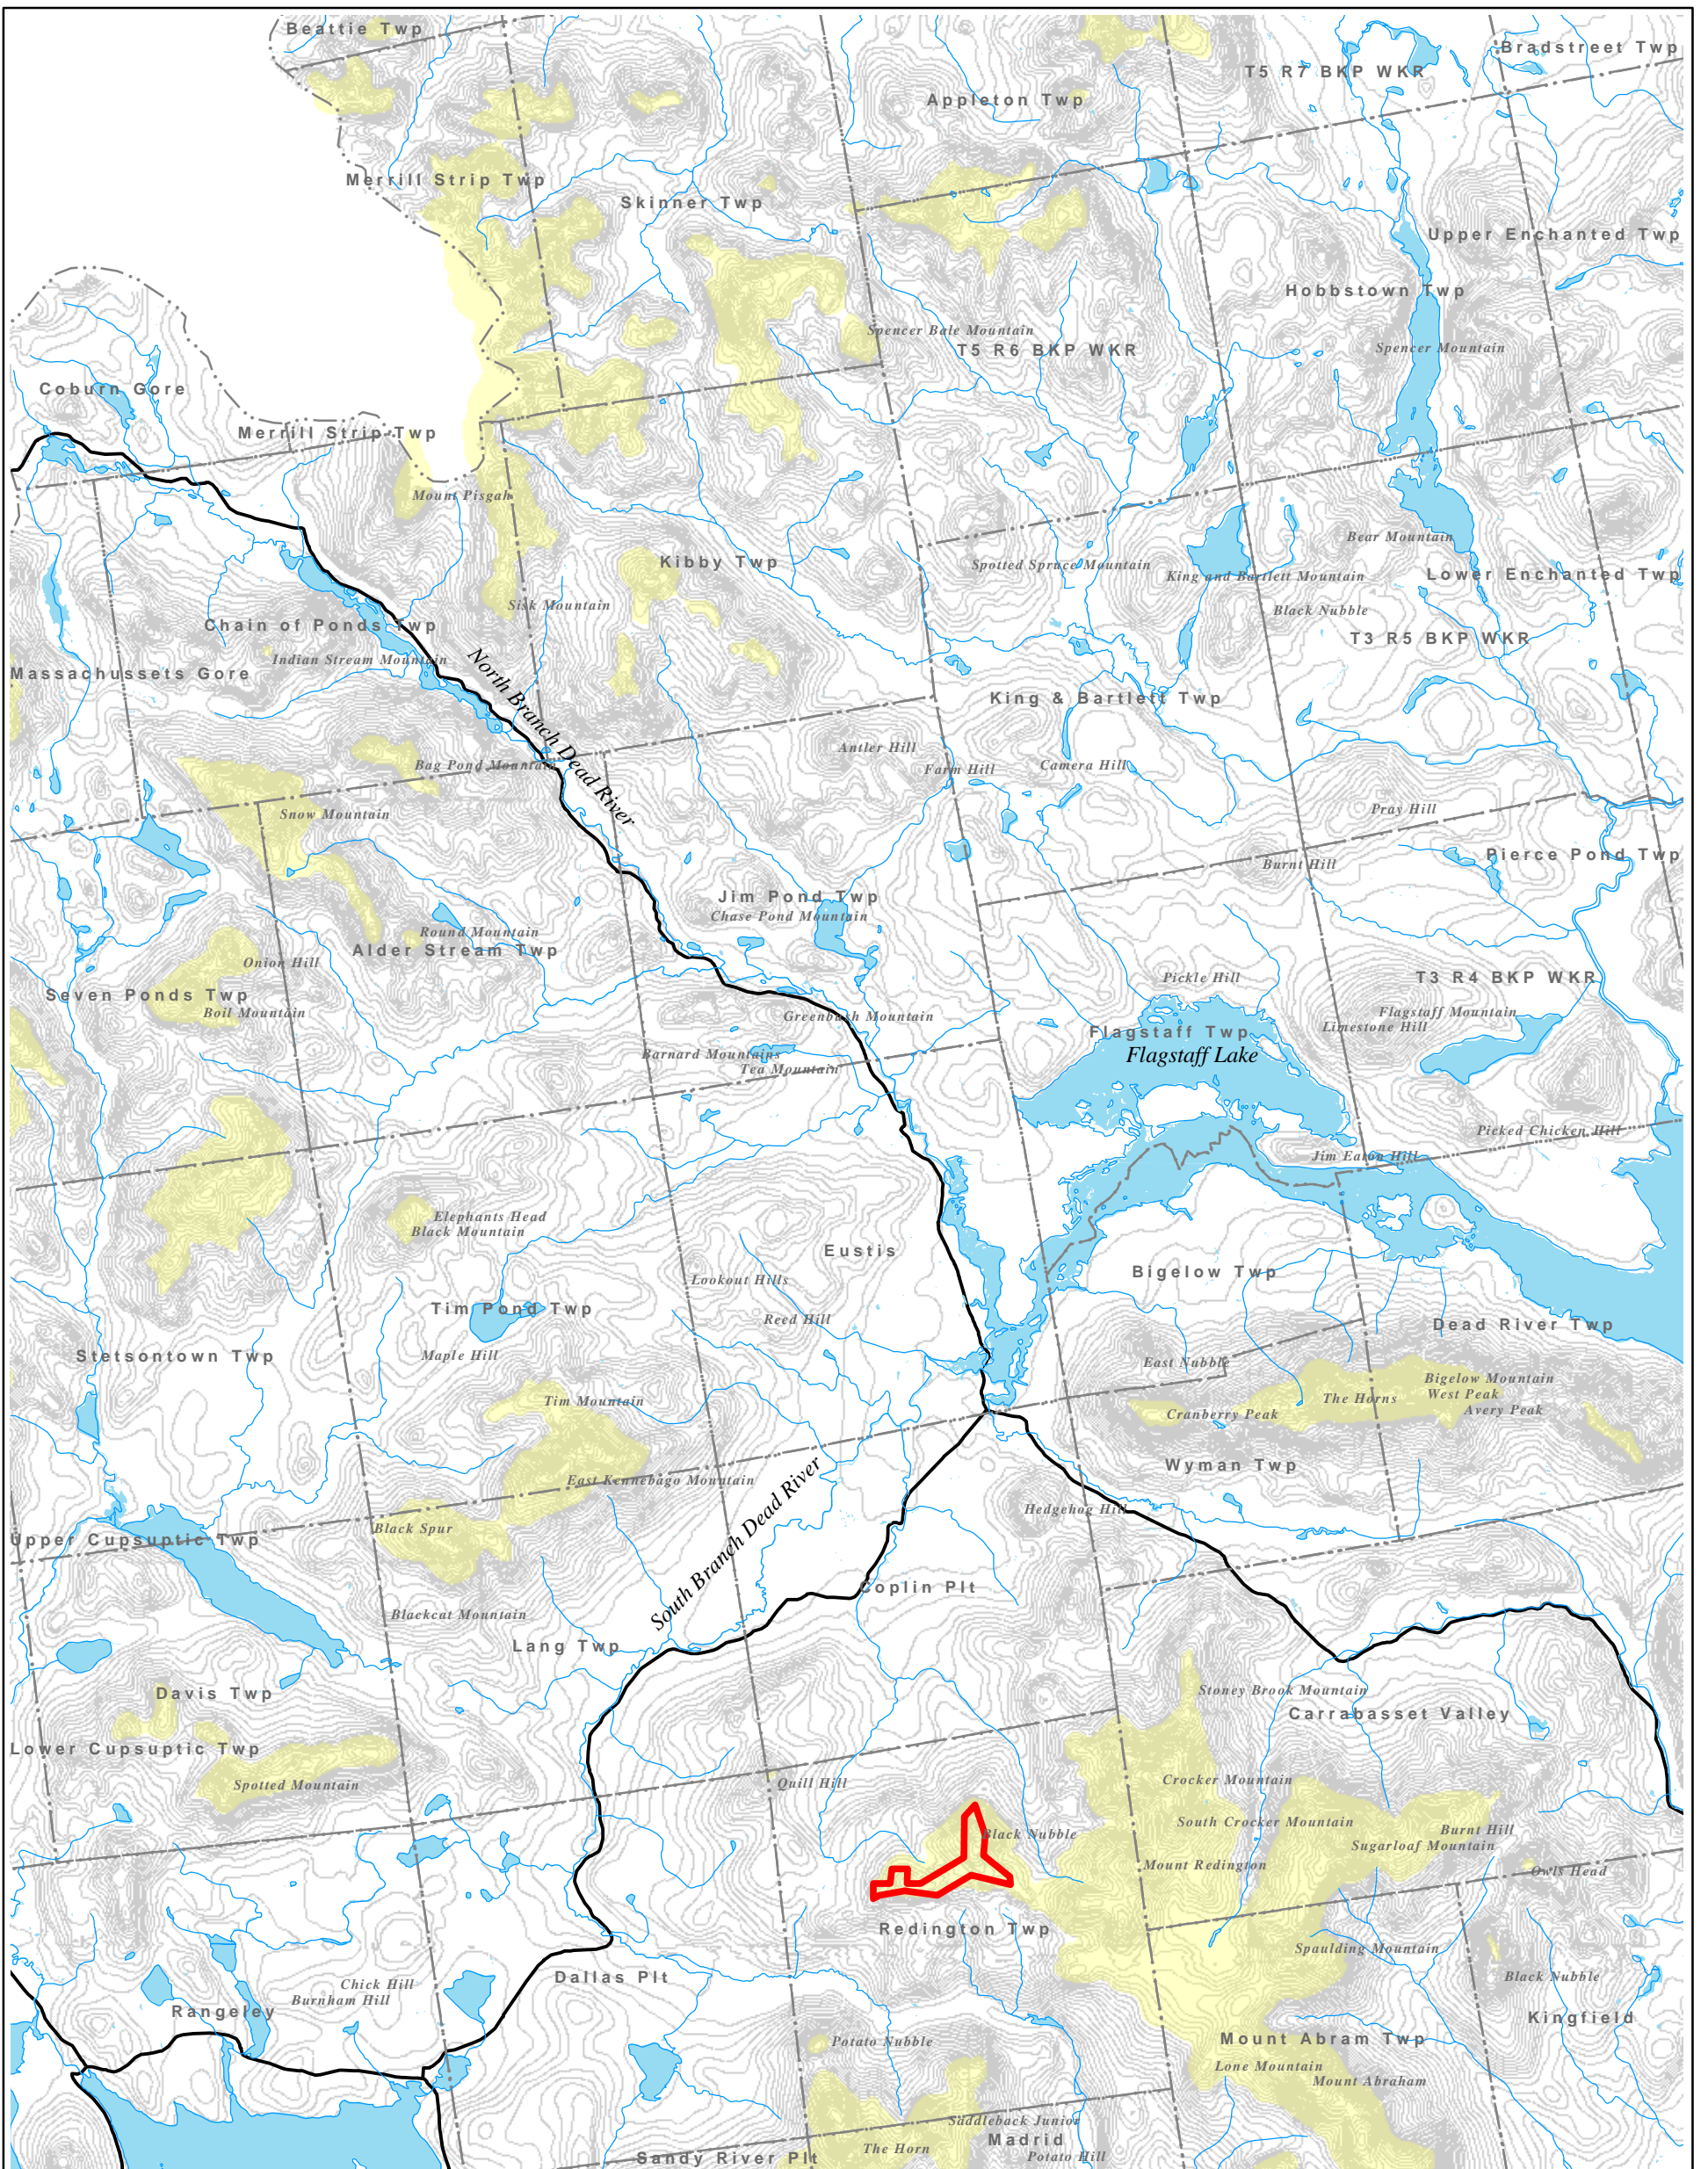 Beattie Twp
Bradstreet Twp
T5 R7 BKP WKR
Appleton Twp
Merrill Strip Twp
Skinner Twp
Upper Enchanted Twp
Hobbstown Twp
Spencer Bale Mountain
T5 R6 BKP WKR
Spencer Mountain
Coburn Gore
Merrill Strip Twp
Mount Pisgah
Bear Mountain
Kibby Twp
Spotted Spruce Mountain
King and Bartlett Mountain
Lower Enchanted Twp
Sisk Mountain
Black Nubble
Chain of Ponds Twp
T3 R5 BKP WKR
Indian Stream Mountain
Massachussets Gore
North Branch Dead River
King & Bartlett Twp
Antler Hill
Farm Hill
Camera Hill
Bag Pond Mountain
Snow Mountain
Pray Hill
Pierce Pond Twp
Burnt Hill
Jim Pond Twp
Chase Pond Mountain
Round Mountain
Alder Stream Twp
Onion Hill
Pickle Hill
T3 R4 BKP WKR
Seven Ponds Twp
Boil Mountain
Flagstaff Mountain
Limestone Hill
Greenbush Mountain
Flagstaff Twp
Flagstaff Lake
Barnard Mountains
Tea Mountain
Picked Chicken Hill
Jim Eaton Hill
Elephants Head
Black Mountain
Eustis
Lookout Hills
Bigelow Twp
Tim Pond Twp
Reed Hill
Dead River Twp
Stetsontown Twp
Maple Hill
East Nubble
Bigelow Mountain
The Horns
West Peak
Avery Peak
Tim Mountain
Cranberry Peak
Wyman Twp
East Kennebago Mountain
South Branch Dead River
Hedgehog Hill
Black Spur
Upper Cupsuptic Twp
Coplin Plt
Blackcat Mountain
Lang Twp
Davis Twp
Stoney Brook Mountain
Carrabasset Valley
Lower Cupsuptic Twp
Spotted Mountain
Quill Hill
Crocker Mountain
South Crocker Mountain
Black Nubble
Burnt Hill
Sugarloaf Mountain
Mount Redington
Owls Head
Redington Twp
Spaulding Mountain
Dallas Plt
Black Nubble
Chick Hill
Burnham Hill
Rangeley
Kingfield
Potato Nubble
Mount Abram Twp
Lone Mountain
Mount Abraham
Saddleback Junior
Madrid
The Horn
Potato Hill
Sandy River Plt